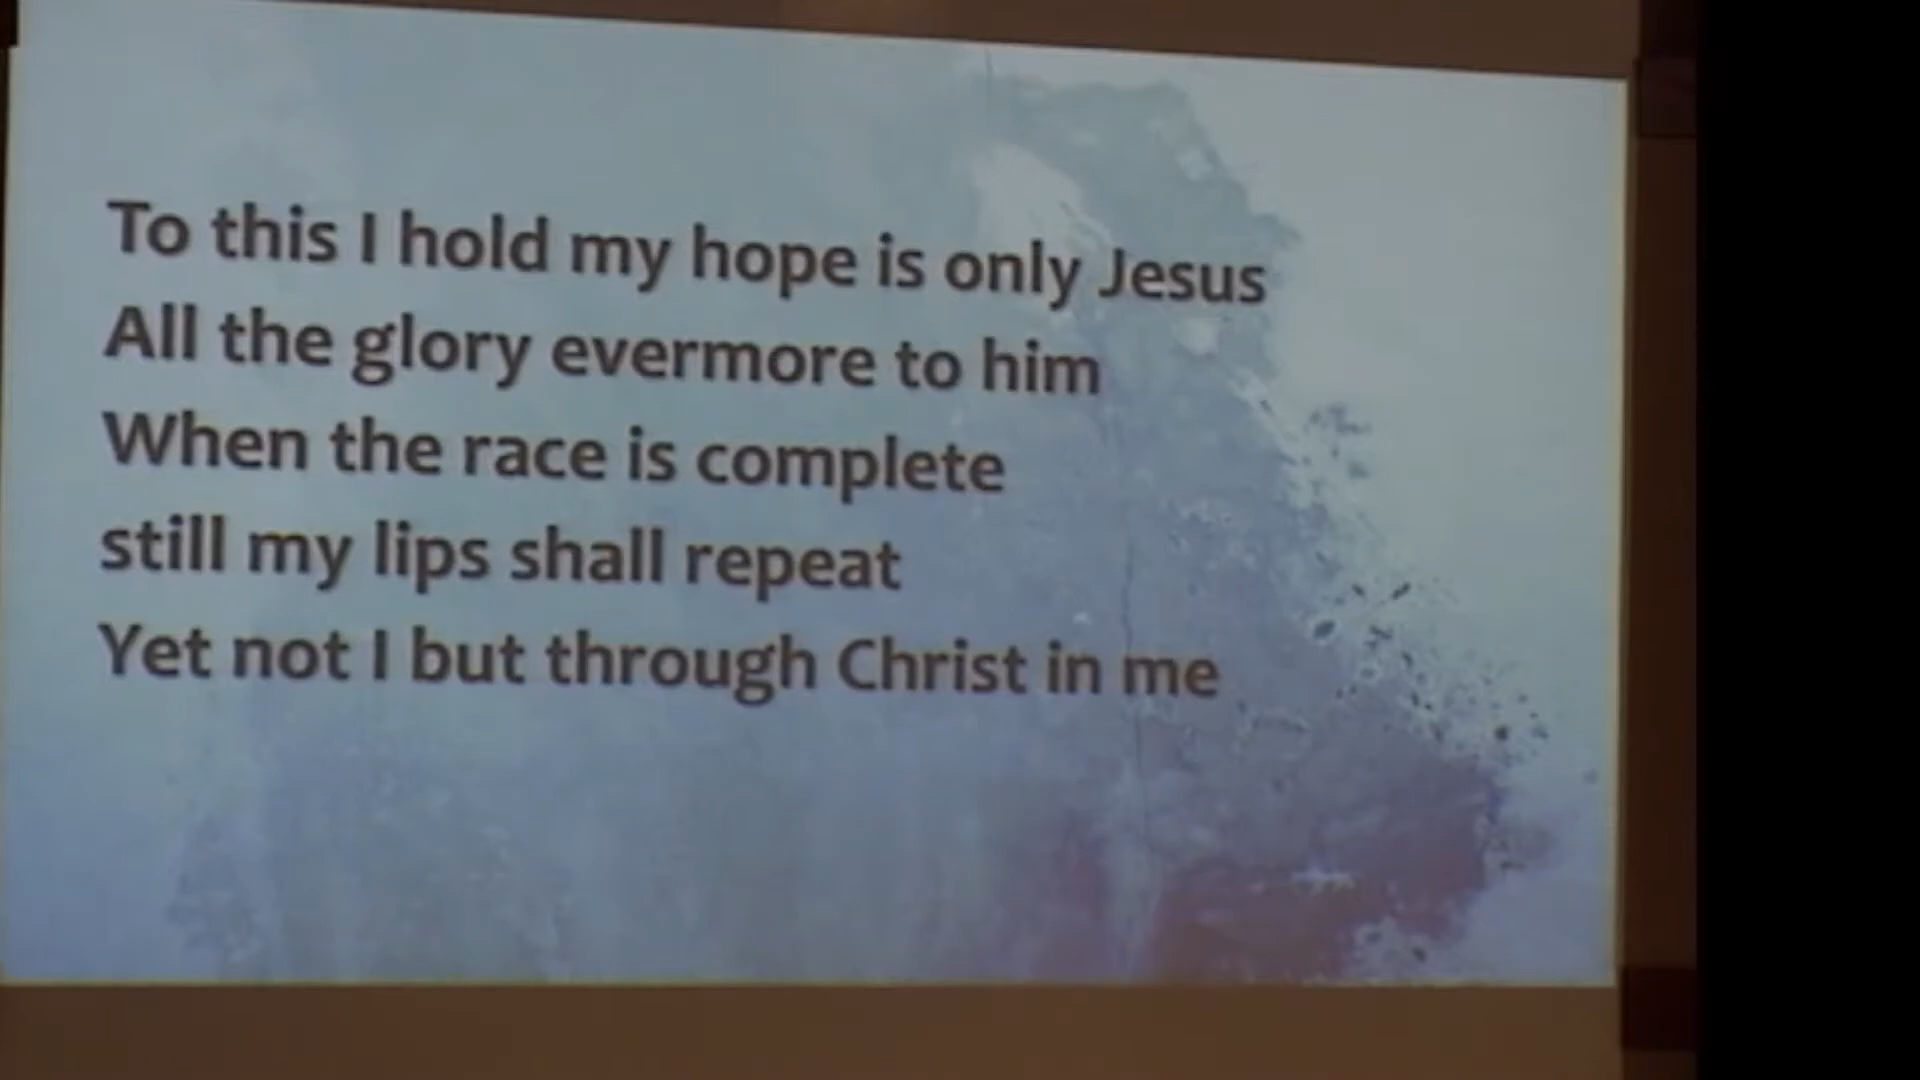 To this I hold my hope is only Jesus
All the glory evermore to him
When the race is complete
still my lips shall repeat
Yet not I but through Christ in me